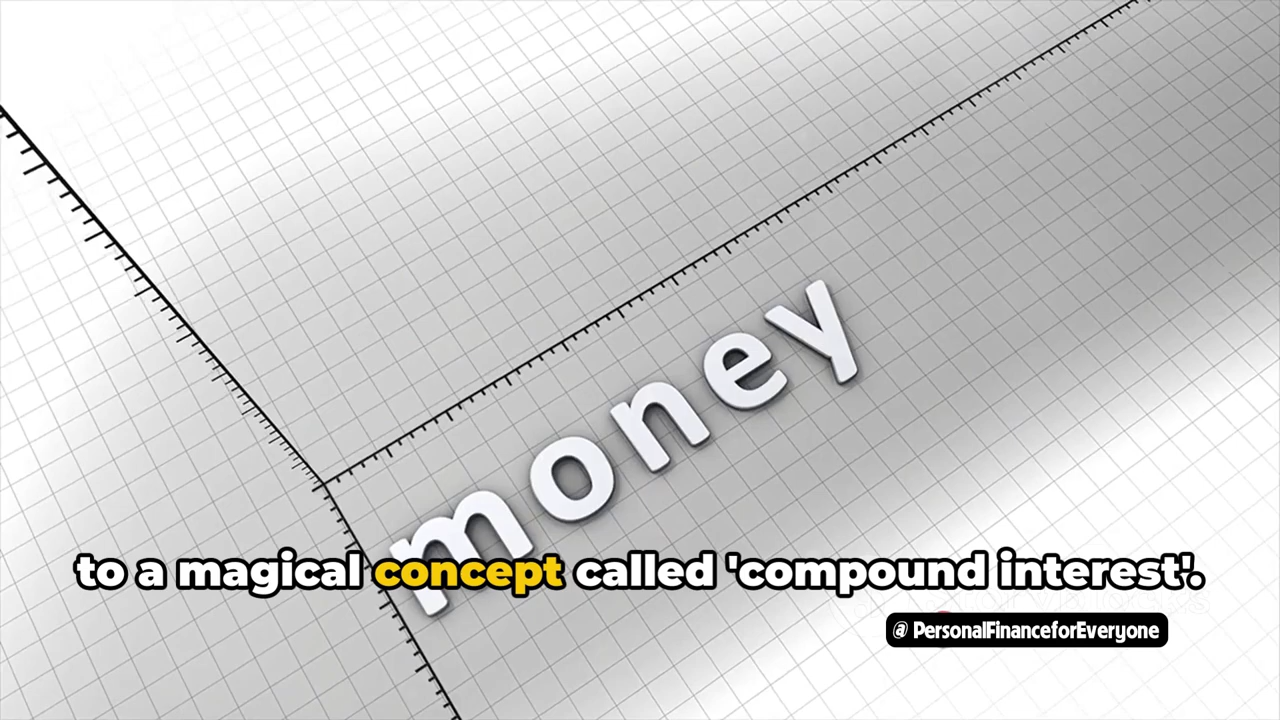 money
to a magical concept called 'compound interest'.
@ PersonalFinanceforEveryone